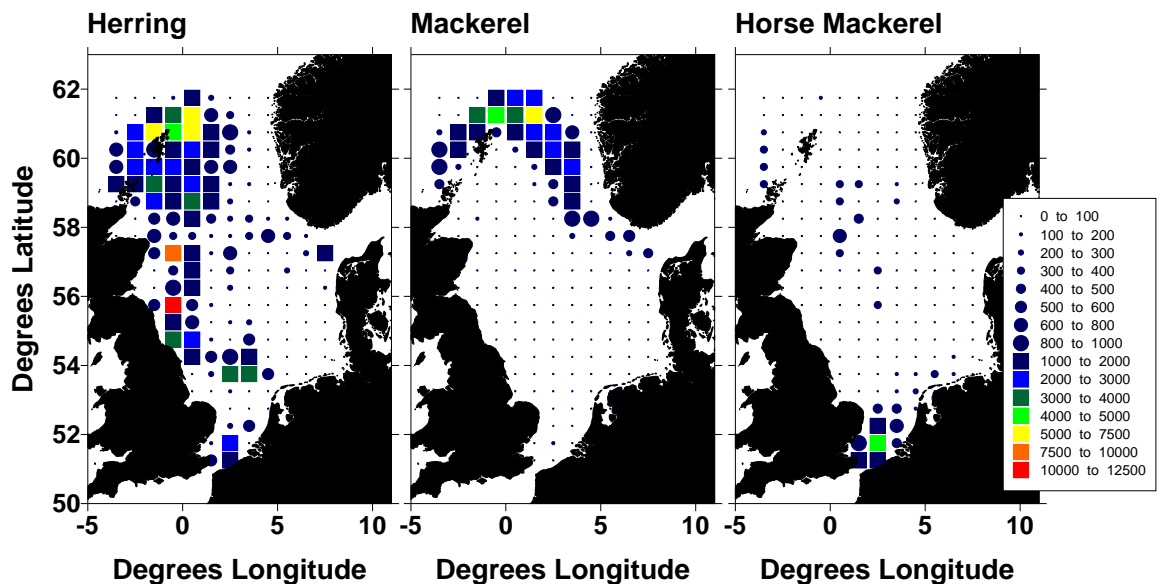 Herring
Mackerel
Horse Mackerel
Degrees Latitude
62
60
58
56
54
52
50
-5 0 5 10
-5 0 5 10
-5 0 5 10
Degrees Longitude
Degrees Longitude
Degrees Longitude
0 to 100
100 to 200
200 to 300
300 to 400
400 to 500
500 to 600
600 to 800
800 to 1000
1000 to 2000
2000 to 3000
3000 to 4000
4000 to 5000
5000 to 7500
7500 to 10000
10000 to 12500